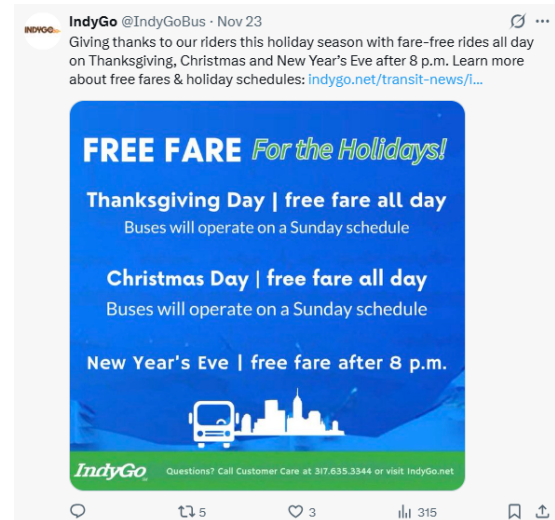 INDYGO
IndyGo @IndyGoBus · Nov 23
Giving thanks to our riders this holiday season with fare-free rides all day
on Thanksgiving, Christmas and New Year's Eve after 8 p.m. Learn more
about free fares & holiday schedules: indygo.net/transit-news/i...
FREE FARE For the Holidays!
Thanksgiving Day | free fare all day
Buses will operate on a Sunday schedule
Christmas Day | free fare all day
Buses will operate on a Sunday schedule
New Year's Eve | free fare after 8 p.m.
IndyGo Questions? Call Customer Care at 317.635.3344 or visit IndyGo.net
5 3 315